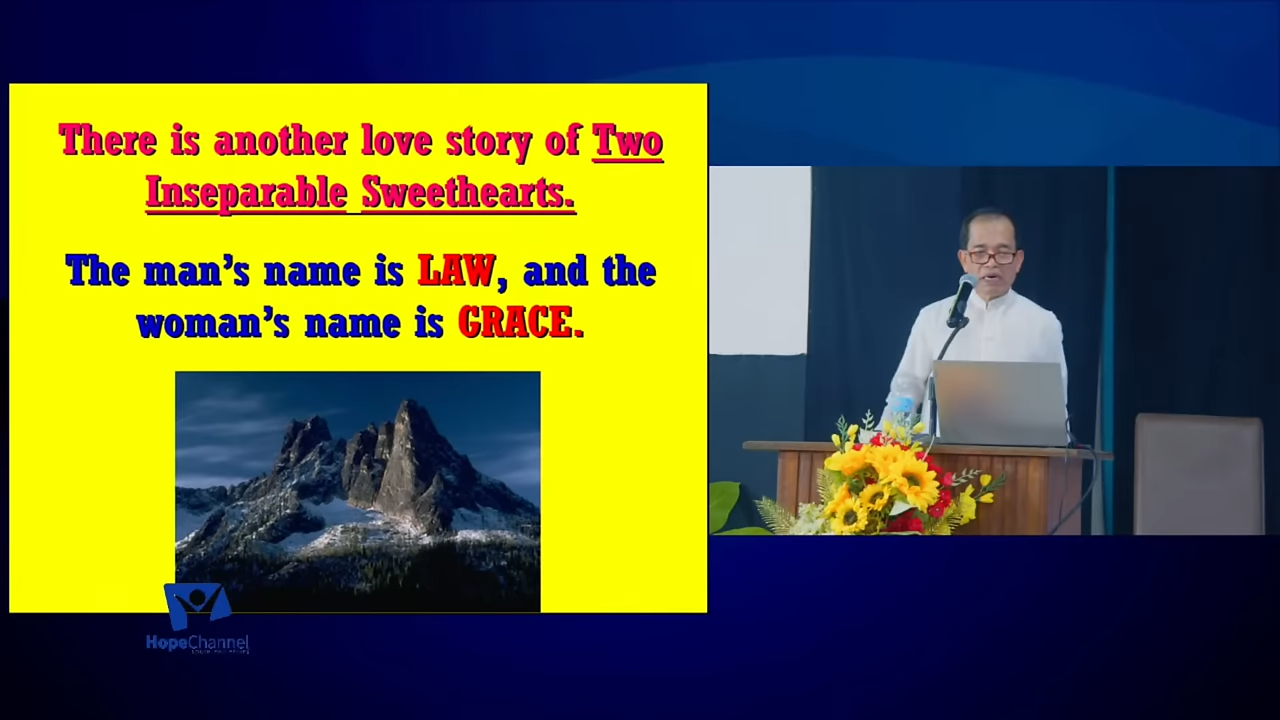 There is another love story of Two
Inseparable Sweethearts.
The man's name is LAW, and the
woman's name is GRACE.
HopeChannel